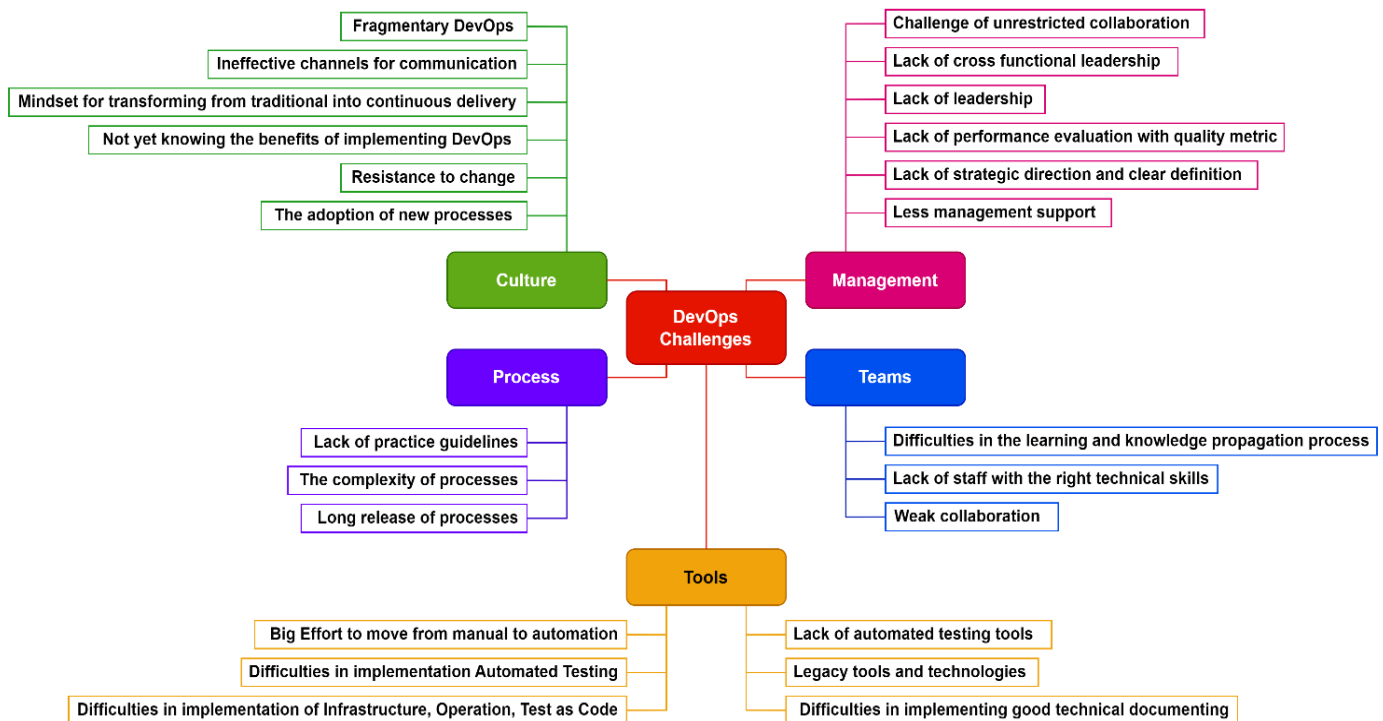 Fragmentary DevOps
Ineffective channels for communication
Mindset for transforming from traditional into continuous delivery
Not yet knowing the benefits of implementing DevOps
Resistance to change
The adoption of new processes
Culture
Challenge of unrestricted collaboration
Lack of cross functional leadership
Lack of leadership
Lack of performance evaluation with quality metric
Lack of strategic direction and clear definition
Less management support
Management
DevOps
Challenges
Process
Lack of practice guidelines
The complexity of processes
Long release of processes
Teams
Difficulties in the learning and knowledge propagation process
Lack of staff with the right technical skills
Weak collaboration
Tools
Big Effort to move from manual to automation
Difficulties in implementation Automated Testing
Difficulties in implementation of Infrastructure, Operation, Test as Code
Lack of automated testing tools
Legacy tools and technologies
Difficulties in implementing good technical documenting